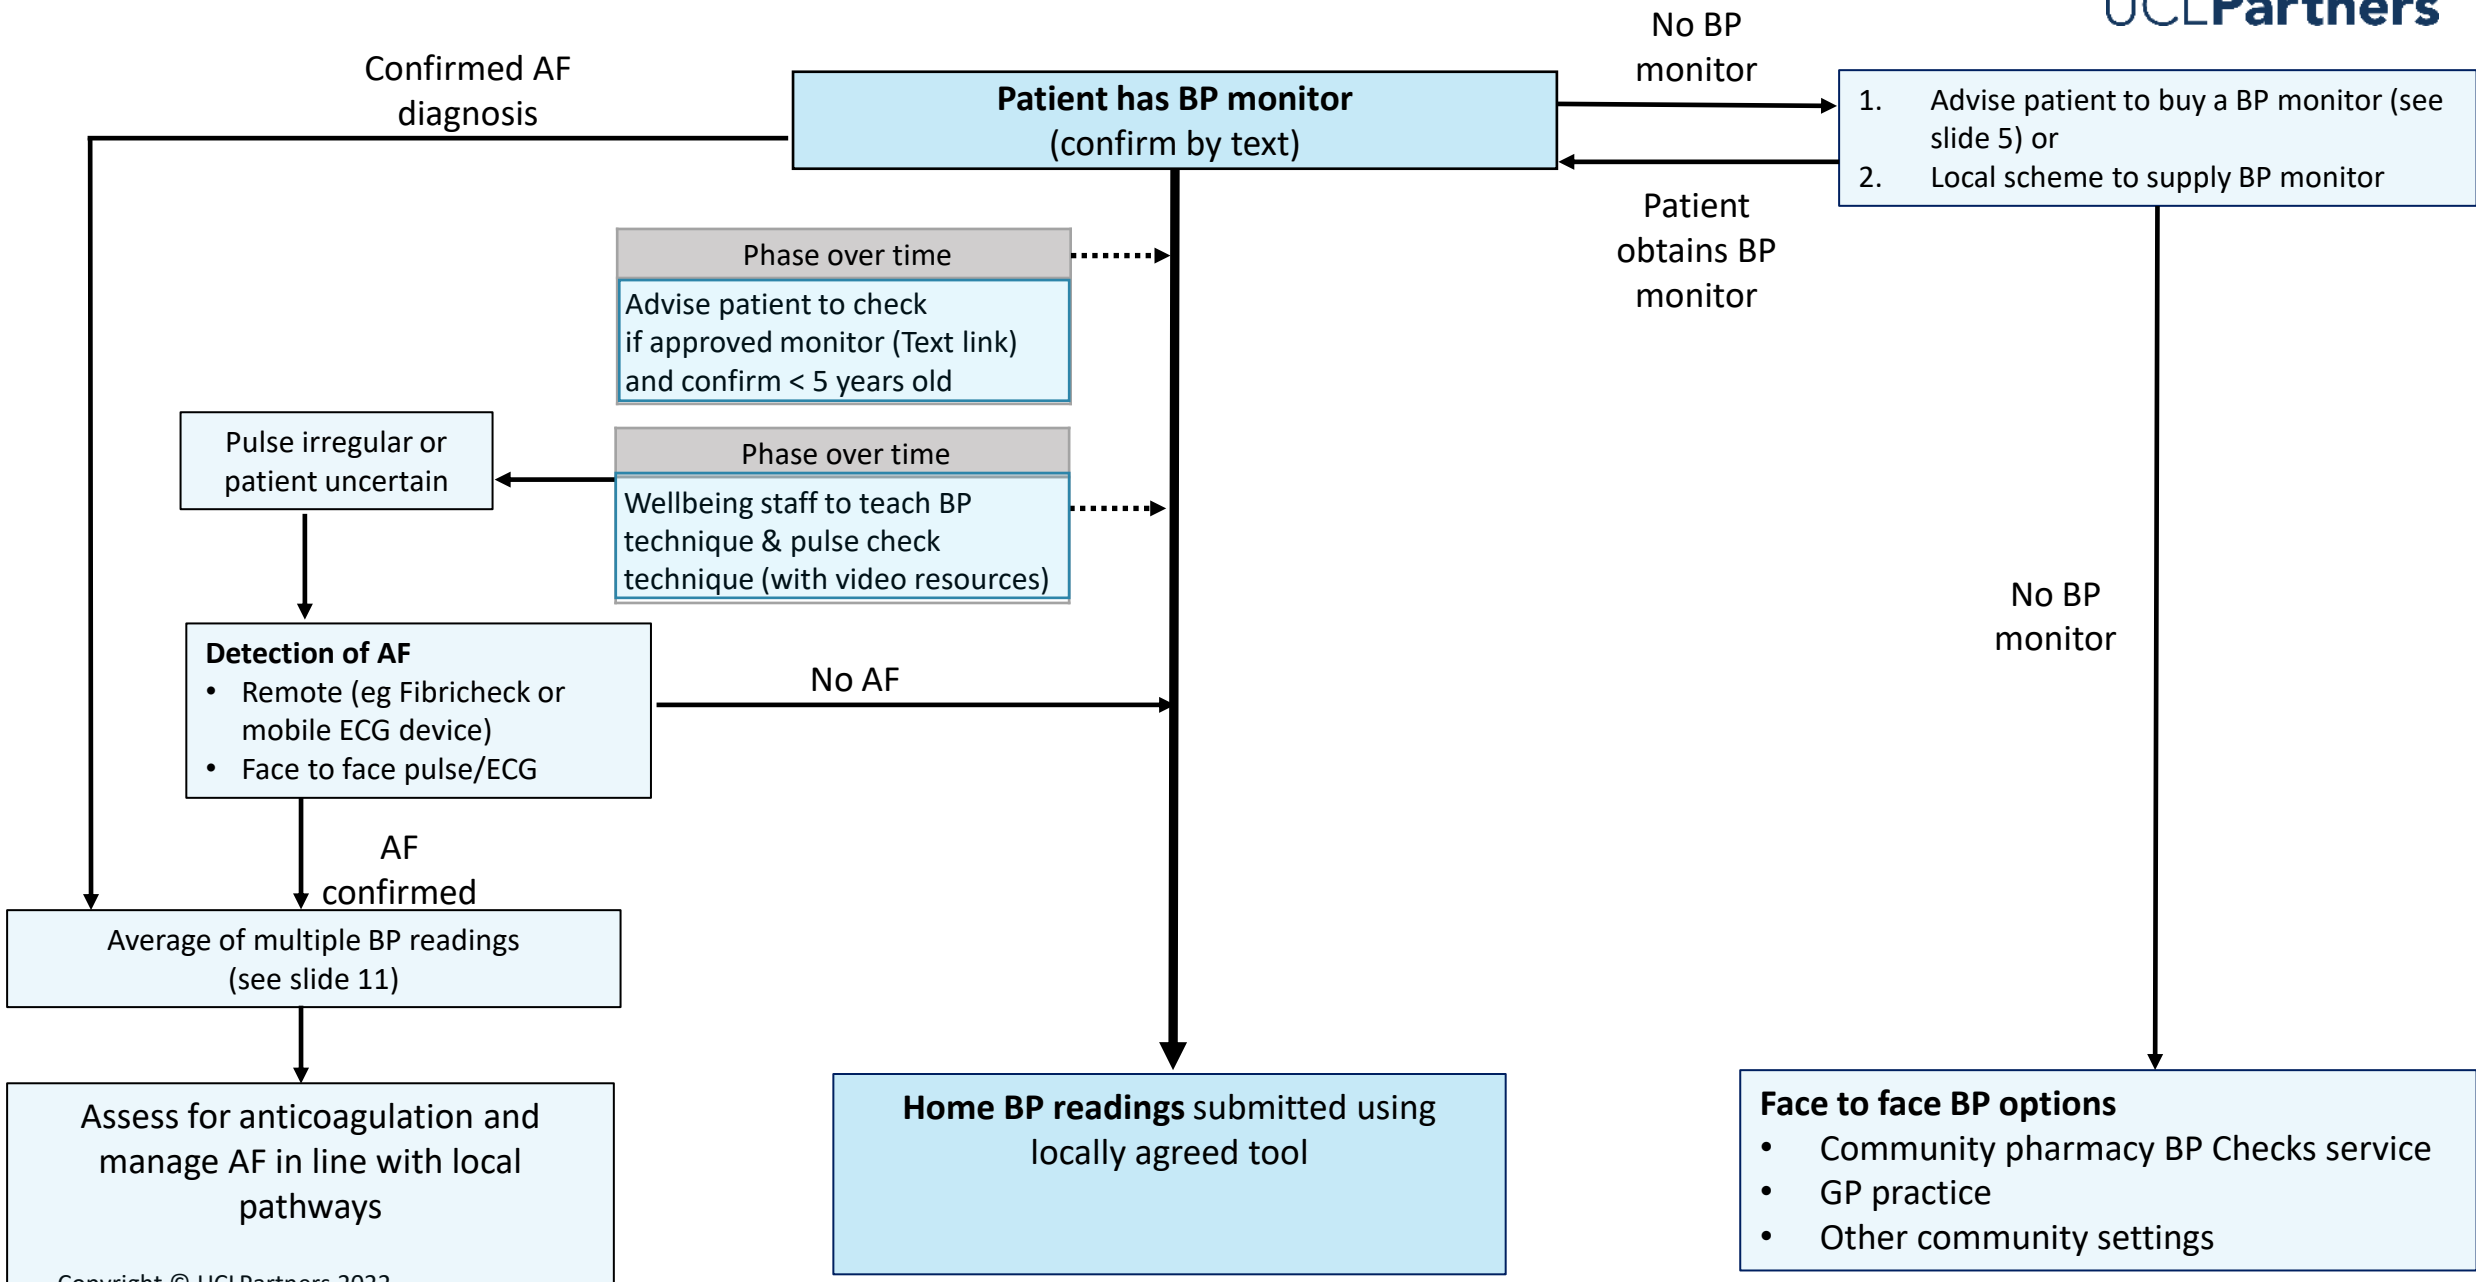 UCLPartners
No BP
monitor
Confirmed AF
diagnosis
Patient has BP monitor
(confirm by text)
1. Advise patient to buy a BP monitor (see
slide 5) or
2. Local scheme to supply BP monitor
Patient
obtains BP
monitor
Phase over time
Advise patient to check
if approved monitor (Text link)
and confirm < 5 years old
Pulse irregular or
patient uncertain
Phase over time
Wellbeing staff to teach BP
technique & pulse check
technique (with video resources)
No BP
monitor
Detection of AF
• Remote (eg Fibricheck or
mobile ECG device)
• Face to face pulse/ECG
No AF
AF
confirmed
Average of multiple BP readings
(see slide 11)
Assess for anticoagulation and
manage AF in line with local
pathways
Home BP readings submitted using
locally agreed tool
Face to face BP options
• Community pharmacy BP Checks service
• GP practice
• Other community settings
Copyright © UCLPartners 2022